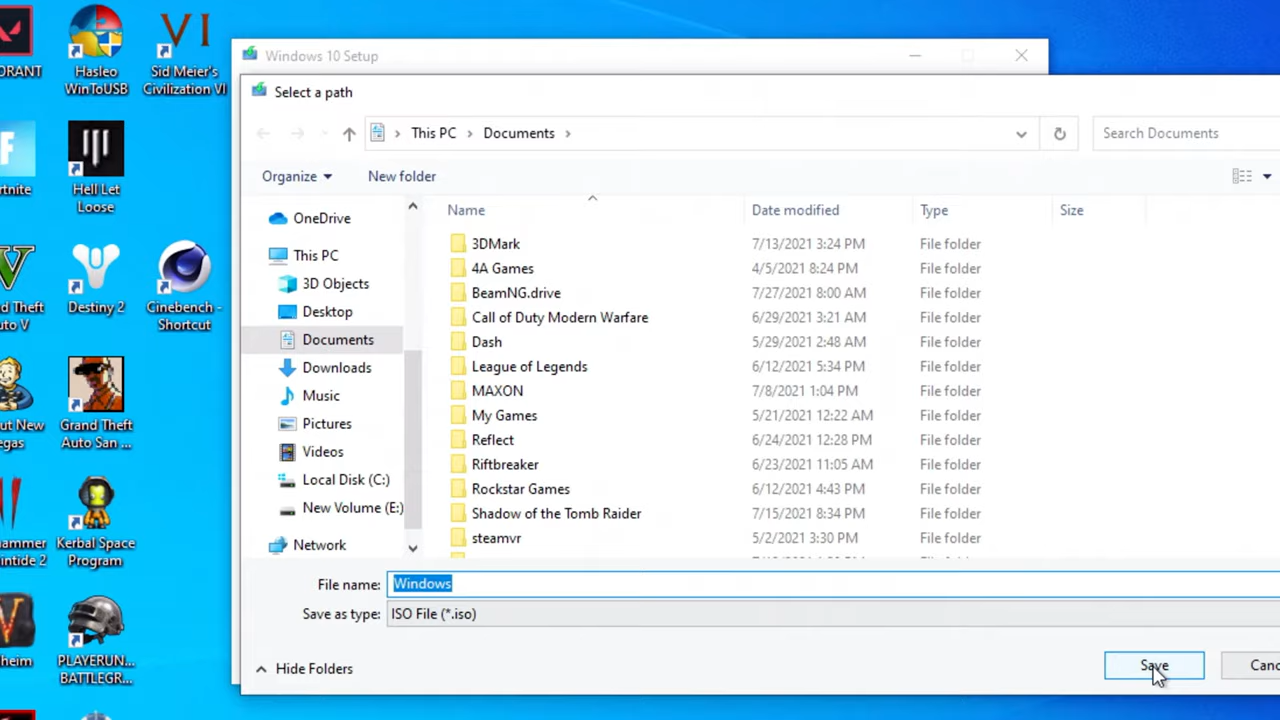 ORANT
Hasleo
WinToUSB
VI
Sid Meier's
Civilization VI
rtnite
Hell Let
Loose
d Theft
uto V
Destiny 2
Cinebench -
Shortcut
ut New
egas
Grand Theft
Auto San ...
hammer
intide 2
Kerbal Space
Program
heim
PLAYERUN...
BATTLEGR...
Windows 10 Setup
Select a path
This PC > Documents >
Search Documents
Organize
New folder
OneDrive
This PC
3D Objects
Desktop
Documents
Downloads
Music
Pictures
Videos
Local Disk (C:)
New Volume (E:)
Network
Name Date modified Type Size
3DMark 7/13/2021 3:24 PM File folder
4A Games 4/5/2021 8:24 PM File folder
BeamNG.drive 7/27/2021 8:00 AM File folder
Call of Duty Modern Warfare 6/29/2021 3:21 AM File folder
Dash 5/29/2021 2:48 AM File folder
League of Legends 6/12/2021 5:34 PM File folder
MAXON 7/8/2021 1:04 PM File folder
My Games 5/21/2021 12:22 AM File folder
Reflect 6/24/2021 12:28 PM File folder
Riftbreaker 6/23/2021 11:05 AM File folder
Rockstar Games 6/12/2021 4:43 PM File folder
Shadow of the Tomb Raider 7/15/2021 8:34 PM File folder
steamvr 5/2/2021 3:30 PM File folder
File name: Windows
Save as type: ISO File (*.iso)
Hide Folders
Save
Canc